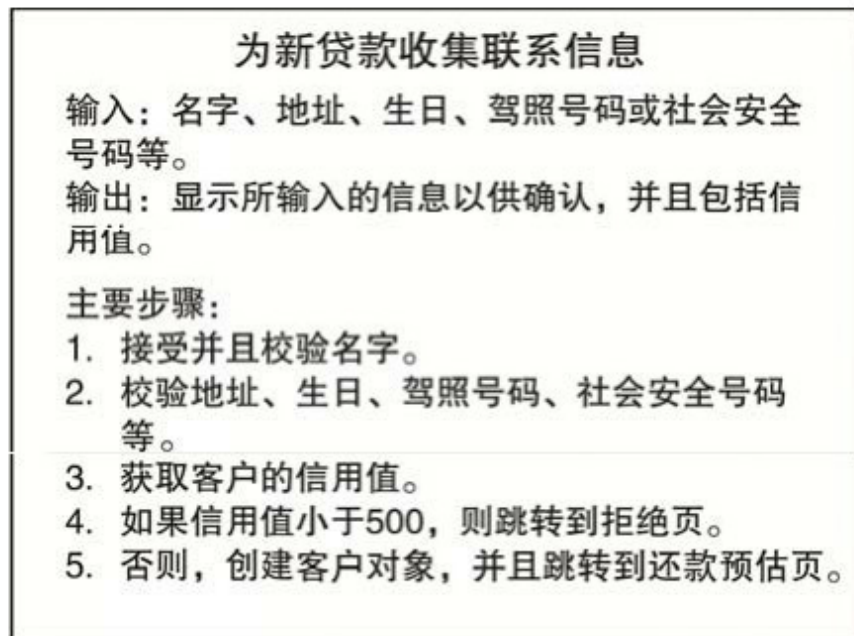 为新贷款收集联系信息
输入：名字、地址、生日、驾照号码或社会安全
号码等。
输出：显示所输入的信息以供确认，并且包括信
用值。
主要步骤：
1. 接受并且校验名字。
2. 校验地址、生日、驾照号码、社会安全号码
等。
3. 获取客户的信用值。
4. 如果信用值小于500，则跳转到拒绝页。
5. 否则，创建客户对象，并且跳转到还款预估页。